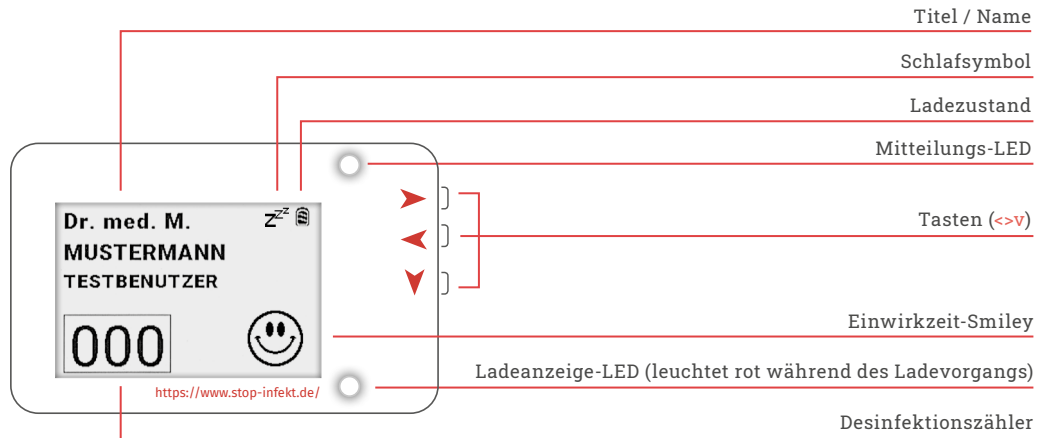 Titel / Name
Schlafsymbol
Ladezustand
Mitteilungs-LED
Tasten (<>v)
Einwirkzeit-Smiley
Ladeanzeige-LED (leuchtet rot während des Ladevorgangs)
Desinfektionszähler
Dr. med. M.
zzz
MUSTERMANN
TESTBENUTZER
000
https://www.stop-infekt.de/